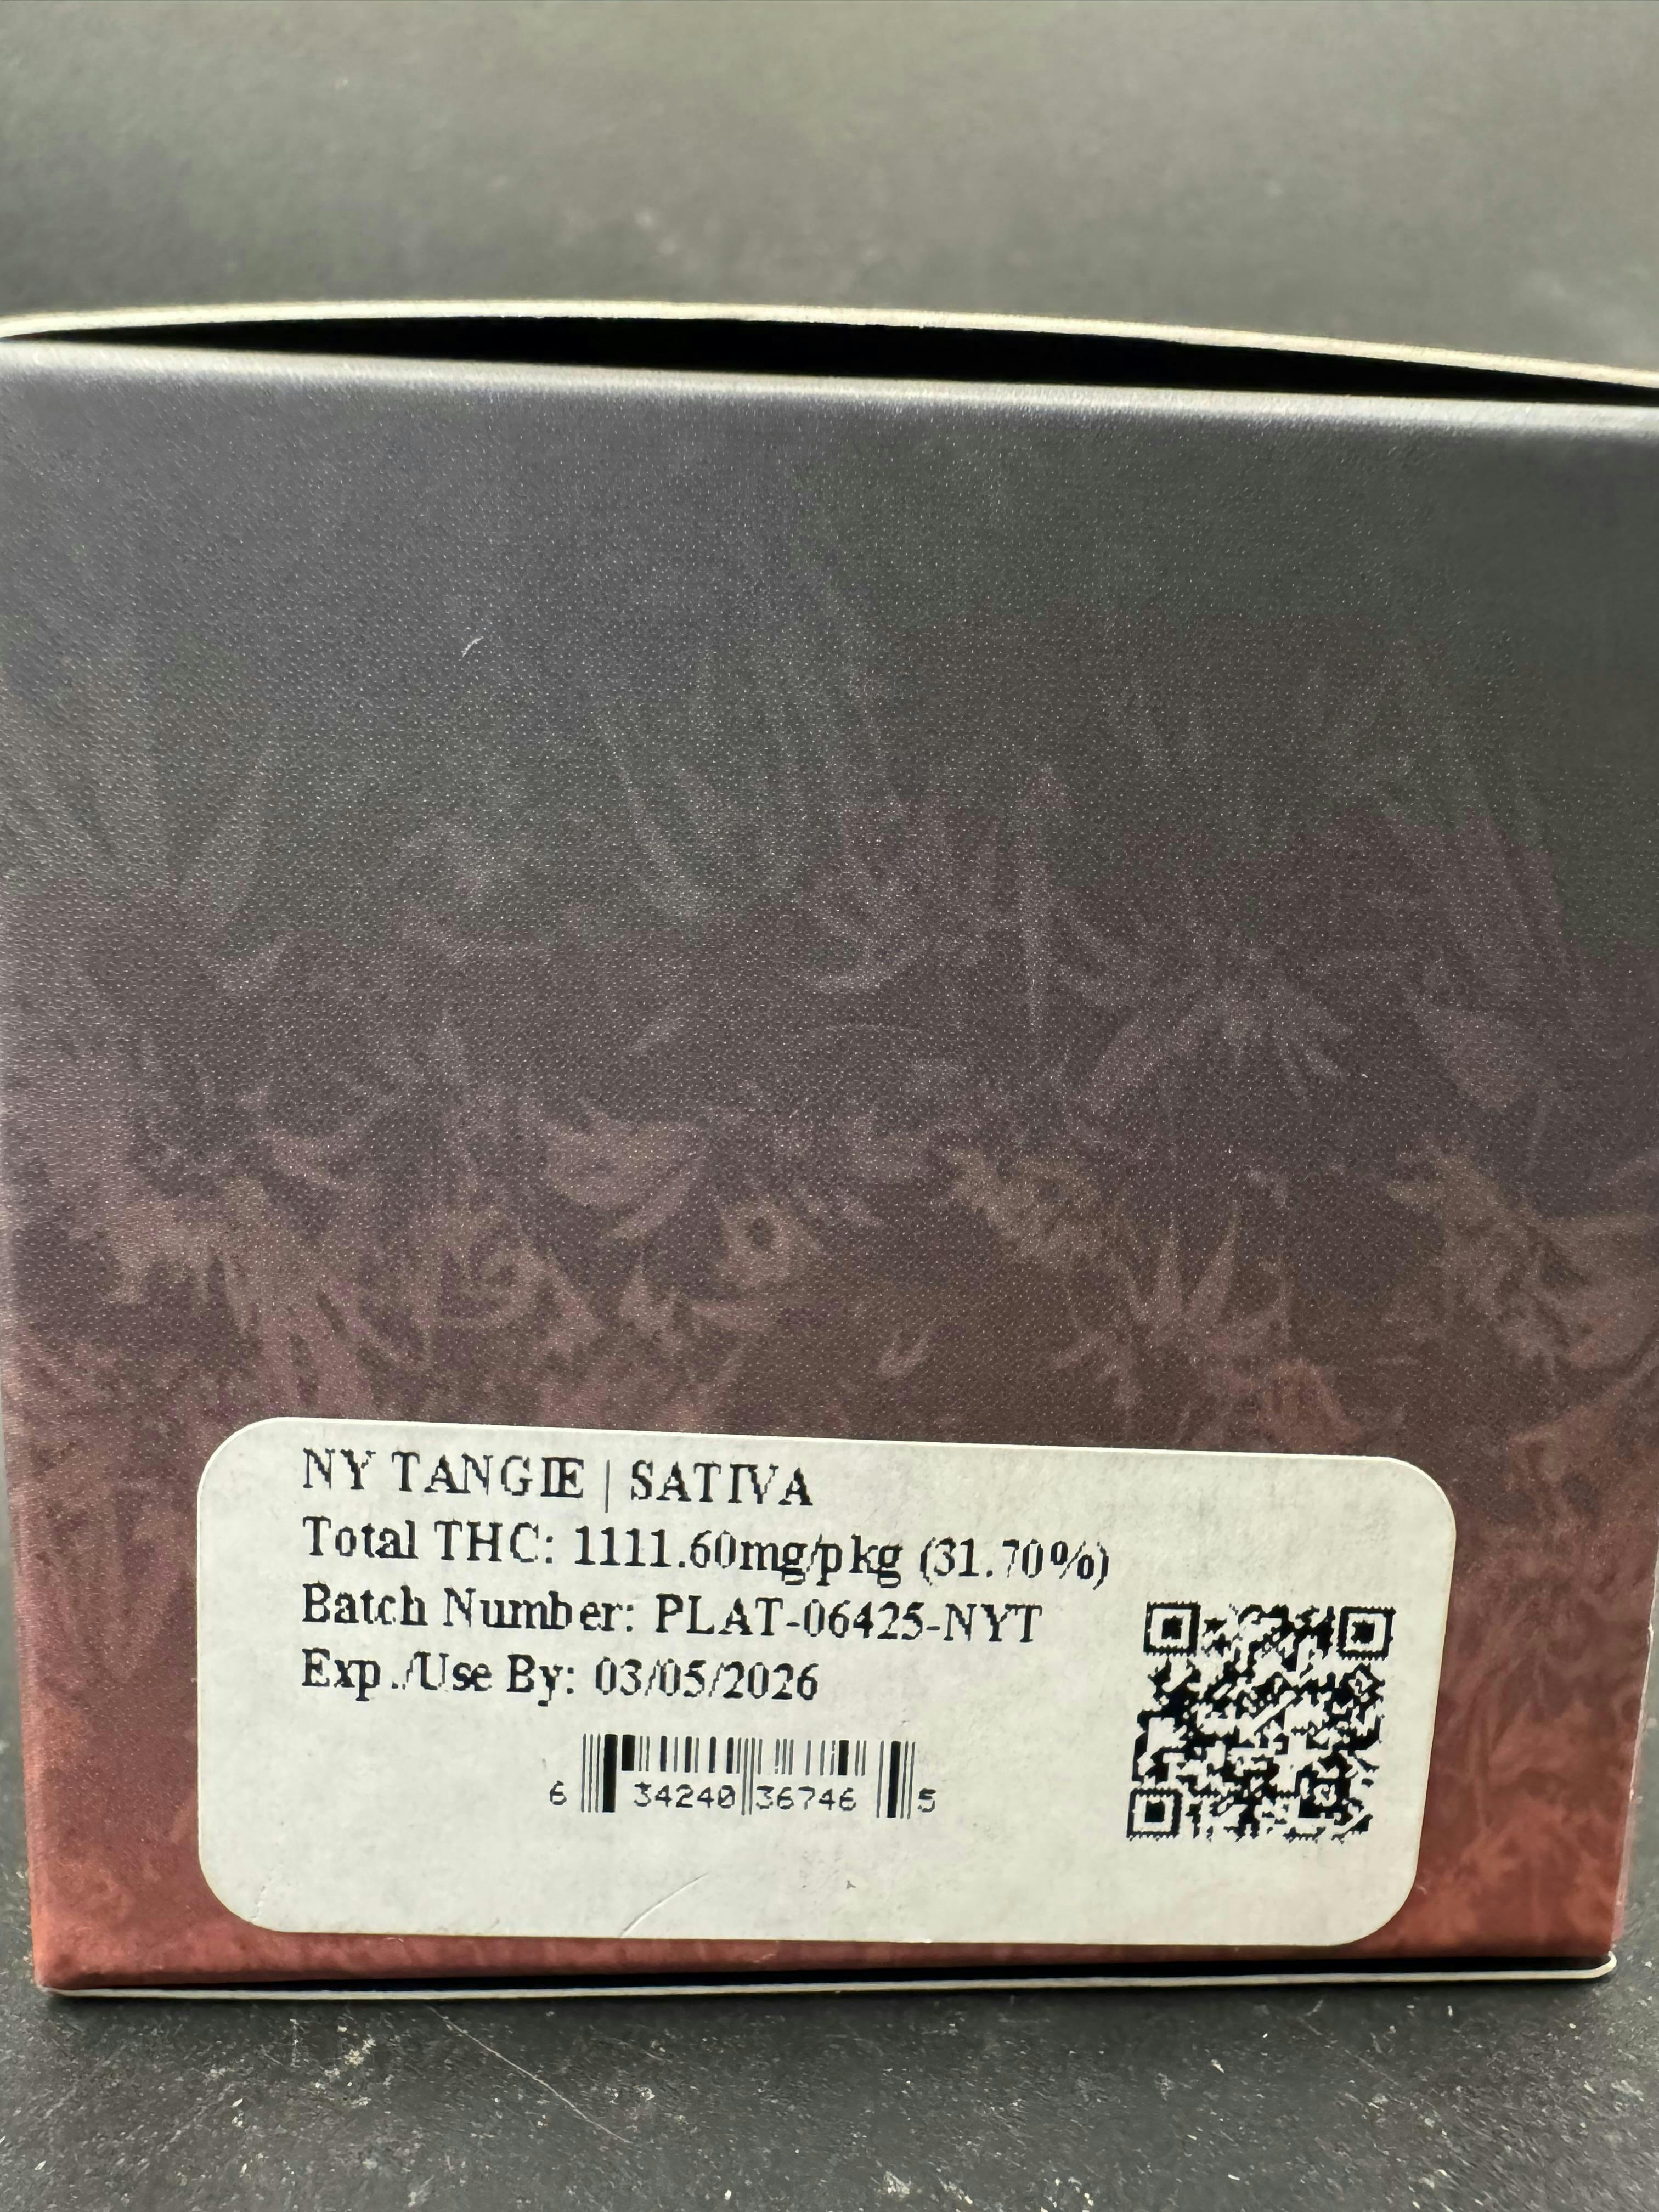 NY TANGIE | SATIVA
Total THC: 1111.60mg/pkg (31.70%)
Batch Number: PLAT-06425-NYT
Exp./Use By: 03/05/2026
6 34240 36746 5